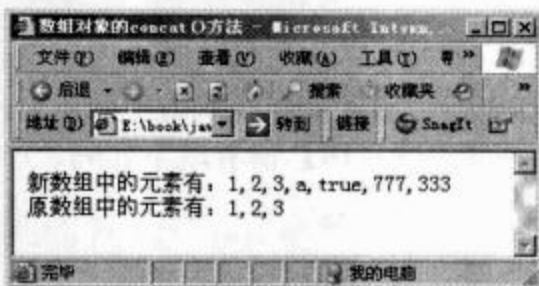 数组对象的concat()方法 - Microsoft Intern...
文件(F) 编辑(E) 查看(V) 收藏(A) 工具(T) »
后退 搜索 收藏夹 »
地址(D) E:\book\jav 转到 链接 SnagIt
新数组中的元素有：1,2,3,a,true,777,333
原数组中的元素有：1,2,3
完毕 我的电脑